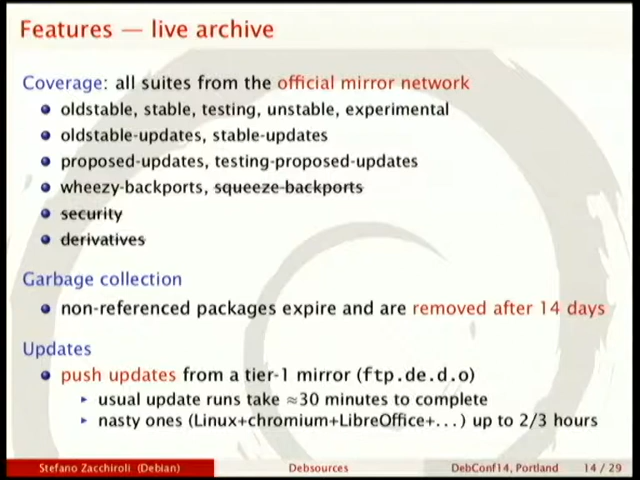 Features — live archive
Coverage: all suites from the official mirror network
oldstable, stable, testing, unstable, experimental
oldstable-updates, stable-updates
proposed-updates, testing-proposed-updates
wheezy-backports, squeeze-backports
security
derivatives
Garbage collection
non-referenced packages expire and are removed after 14 days
Updates
push updates from a tier-1 mirror (ftp.de.d.o)
usual update runs take ≈30 minutes to complete
nasty ones (Linux+chromium+LibreOffice+...) up to 2/3 hours
Stefano Zacchiroli (Debian) Debsources DebConf14, Portland 14 / 29